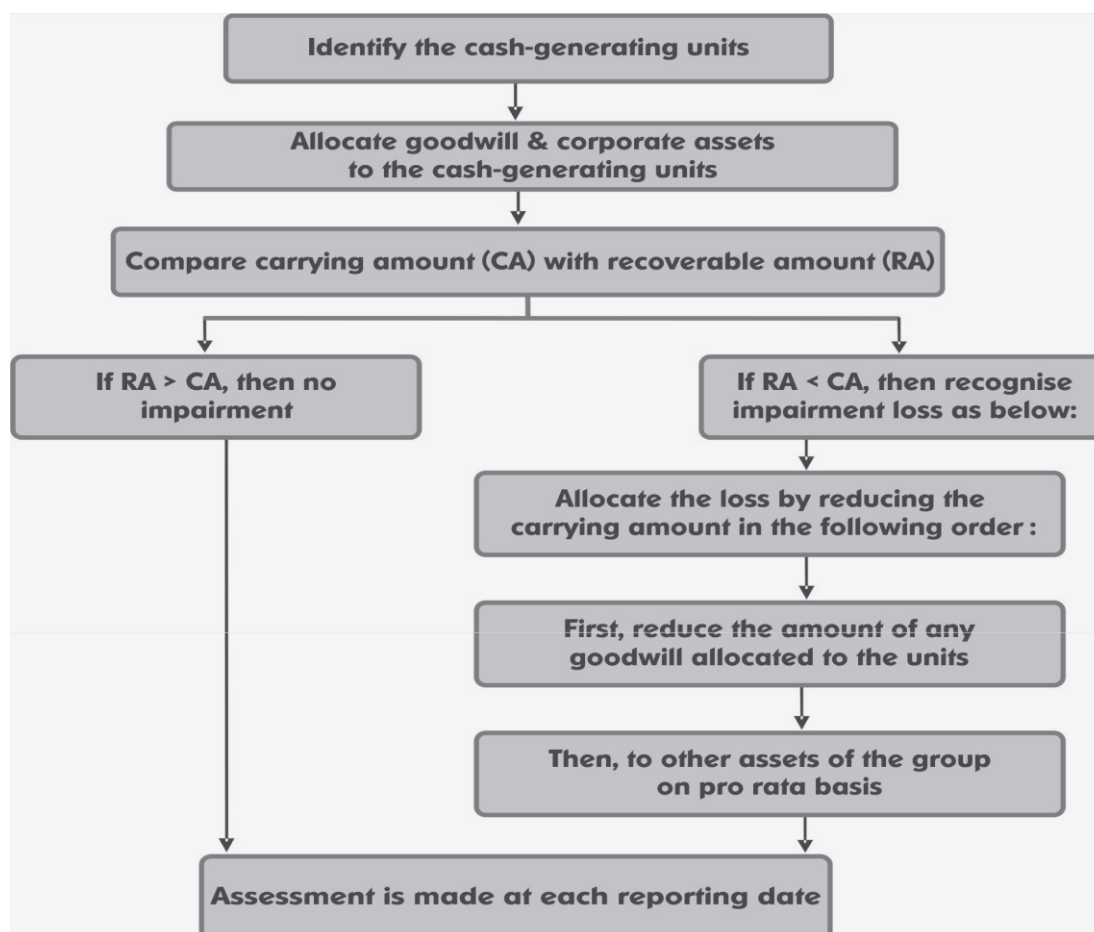 Identify the cash-generating units
Allocate goodwill & corporate assets
to the cash-generating units
Compare carrying amount (CA) with recoverable amount (RA)
If RA > CA, then no
impairment
If RA < CA, then recognise
impairment loss as below:
Allocate the loss by reducing the
carrying amount in the following order :
First, reduce the amount of any
goodwill allocated to the units
Then, to other assets of the group
on pro rata basis
Assessment is made at each reporting date